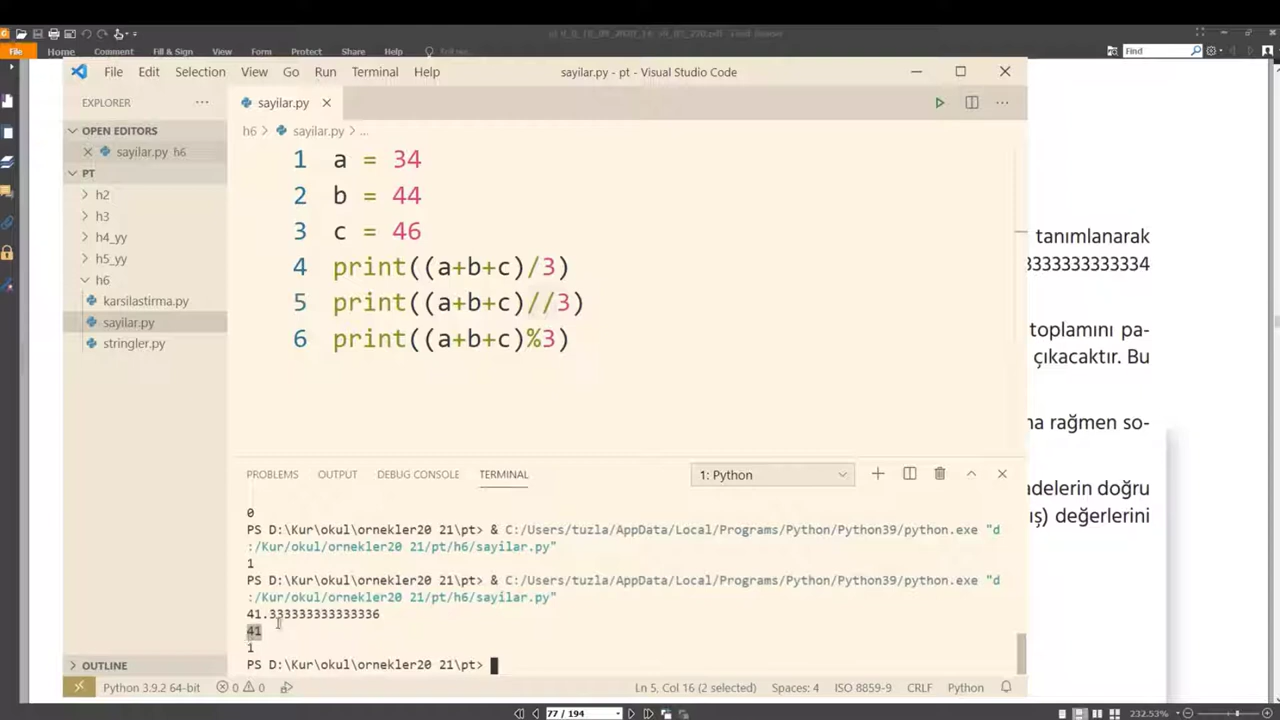 File Home Comment Fill & Sign View Form Protect Share Help Find
File Edit Selection View Go Run Terminal Help
sayilar.py - pt - Visual Studio Code
EXPLORER ...
sayilar.py
OPEN EDITORS
sayilar.py h6
h6 > sayilar.py > ...
PT
h2
h3
h4_yy
h5_yy
h6
karsilastirma.py
sayilar.py
stringler.py
OUTLINE
1 a = 34
2 b = 44
3 c = 46
4 print((a+b+c)/3)
5 print((a+b+c)//3)
6 print((a+b+c)%3)
tanımlanarak
3333333333334
toplamını pa-
çıkacaktır. Bu
na rağmen so-
adelerin doğru
ış) değerlerini
PROBLEMS OUTPUT DEBUG CONSOLE TERMINAL 1: Python
0
PS D:\Kur\okul\ornekler20 21\pt> & C:/Users/tuzla/AppData/Local/Programs/Python/Python39/python.exe "d
:/Kur/okul/ornekler20 21/pt/h6/sayilar.py"
1
PS D:\Kur\okul\ornekler20 21\pt> & C:/Users/tuzla/AppData/Local/Programs/Python/Python39/python.exe "d
:/Kur/okul/ornekler20 21/pt/h6/sayilar.py"
41.333333333333336
41
1
PS D:\Kur\okul\ornekler20 21\pt>
Python 3.9.2 64-bit 0 0 Ln 5, Col 16 (2 selected) Spaces: 4 ISO 8859-9 CRLF Python
77 / 194 232.53%